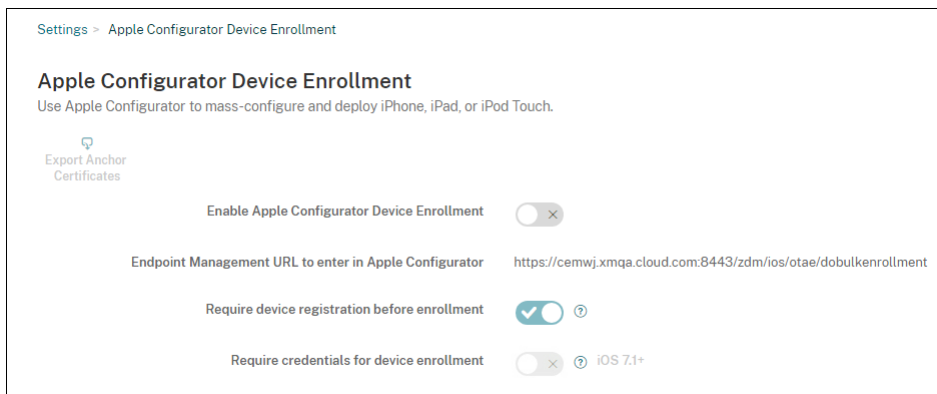 Settings > Apple Configurator Device Enrollment
Apple Configurator Device Enrollment
Use Apple Configurator to mass-configure and deploy iPhone, iPad, or iPod Touch.
Export Anchor
Certificates
Enable Apple Configurator Device Enrollment
Endpoint Management URL to enter in Apple Configurator https://cemwj.xmqa.cloud.com:8443/zdm/ios/otae/dobulkenrollment
Require device registration before enrollment ?
Require credentials for device enrollment ? iOS 7.1+